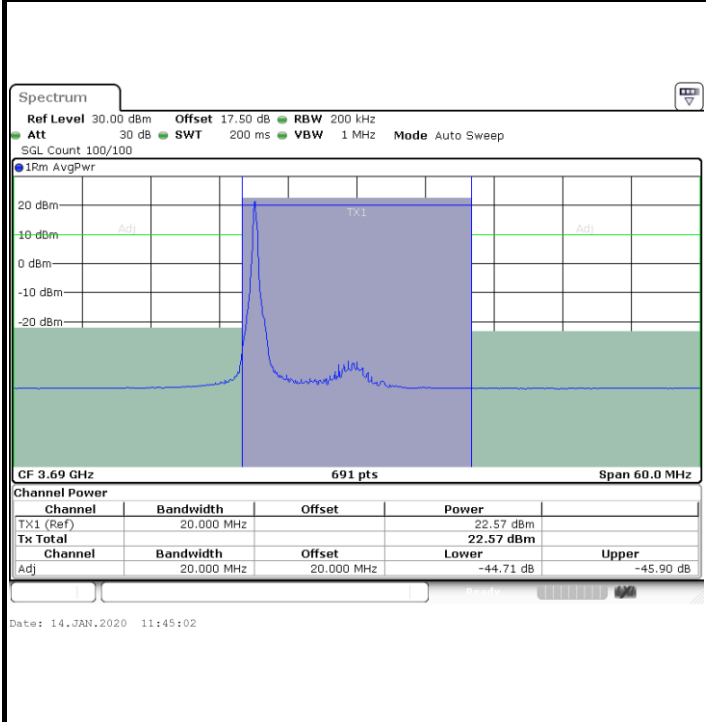 Spectrum
Ref Level 30.00 dBm Offset 17.50 dB RBW 200 kHz
Att 30 dB SWT 200 ms VBW 1 MHz Mode Auto Sweep
SGL Count 100/100
1Rm AvgPwr
20 dBm
TX1
Adj
Adj
10 dBm
0 dBm
-10 dBm
-20 dBm
CF 3.69 GHz 691 pts Span 60.0 MHz
Channel Power
Channel Bandwidth Offset Power
TX1 (Ref) 20.000 MHz 22.57 dBm
Tx Total 22.57 dBm
Channel Bandwidth Offset Lower Upper
Adj 20.000 MHz 20.000 MHz -44.71 dB -45.90 dB
Ready
Date: 14.JAN.2020 11:45:02